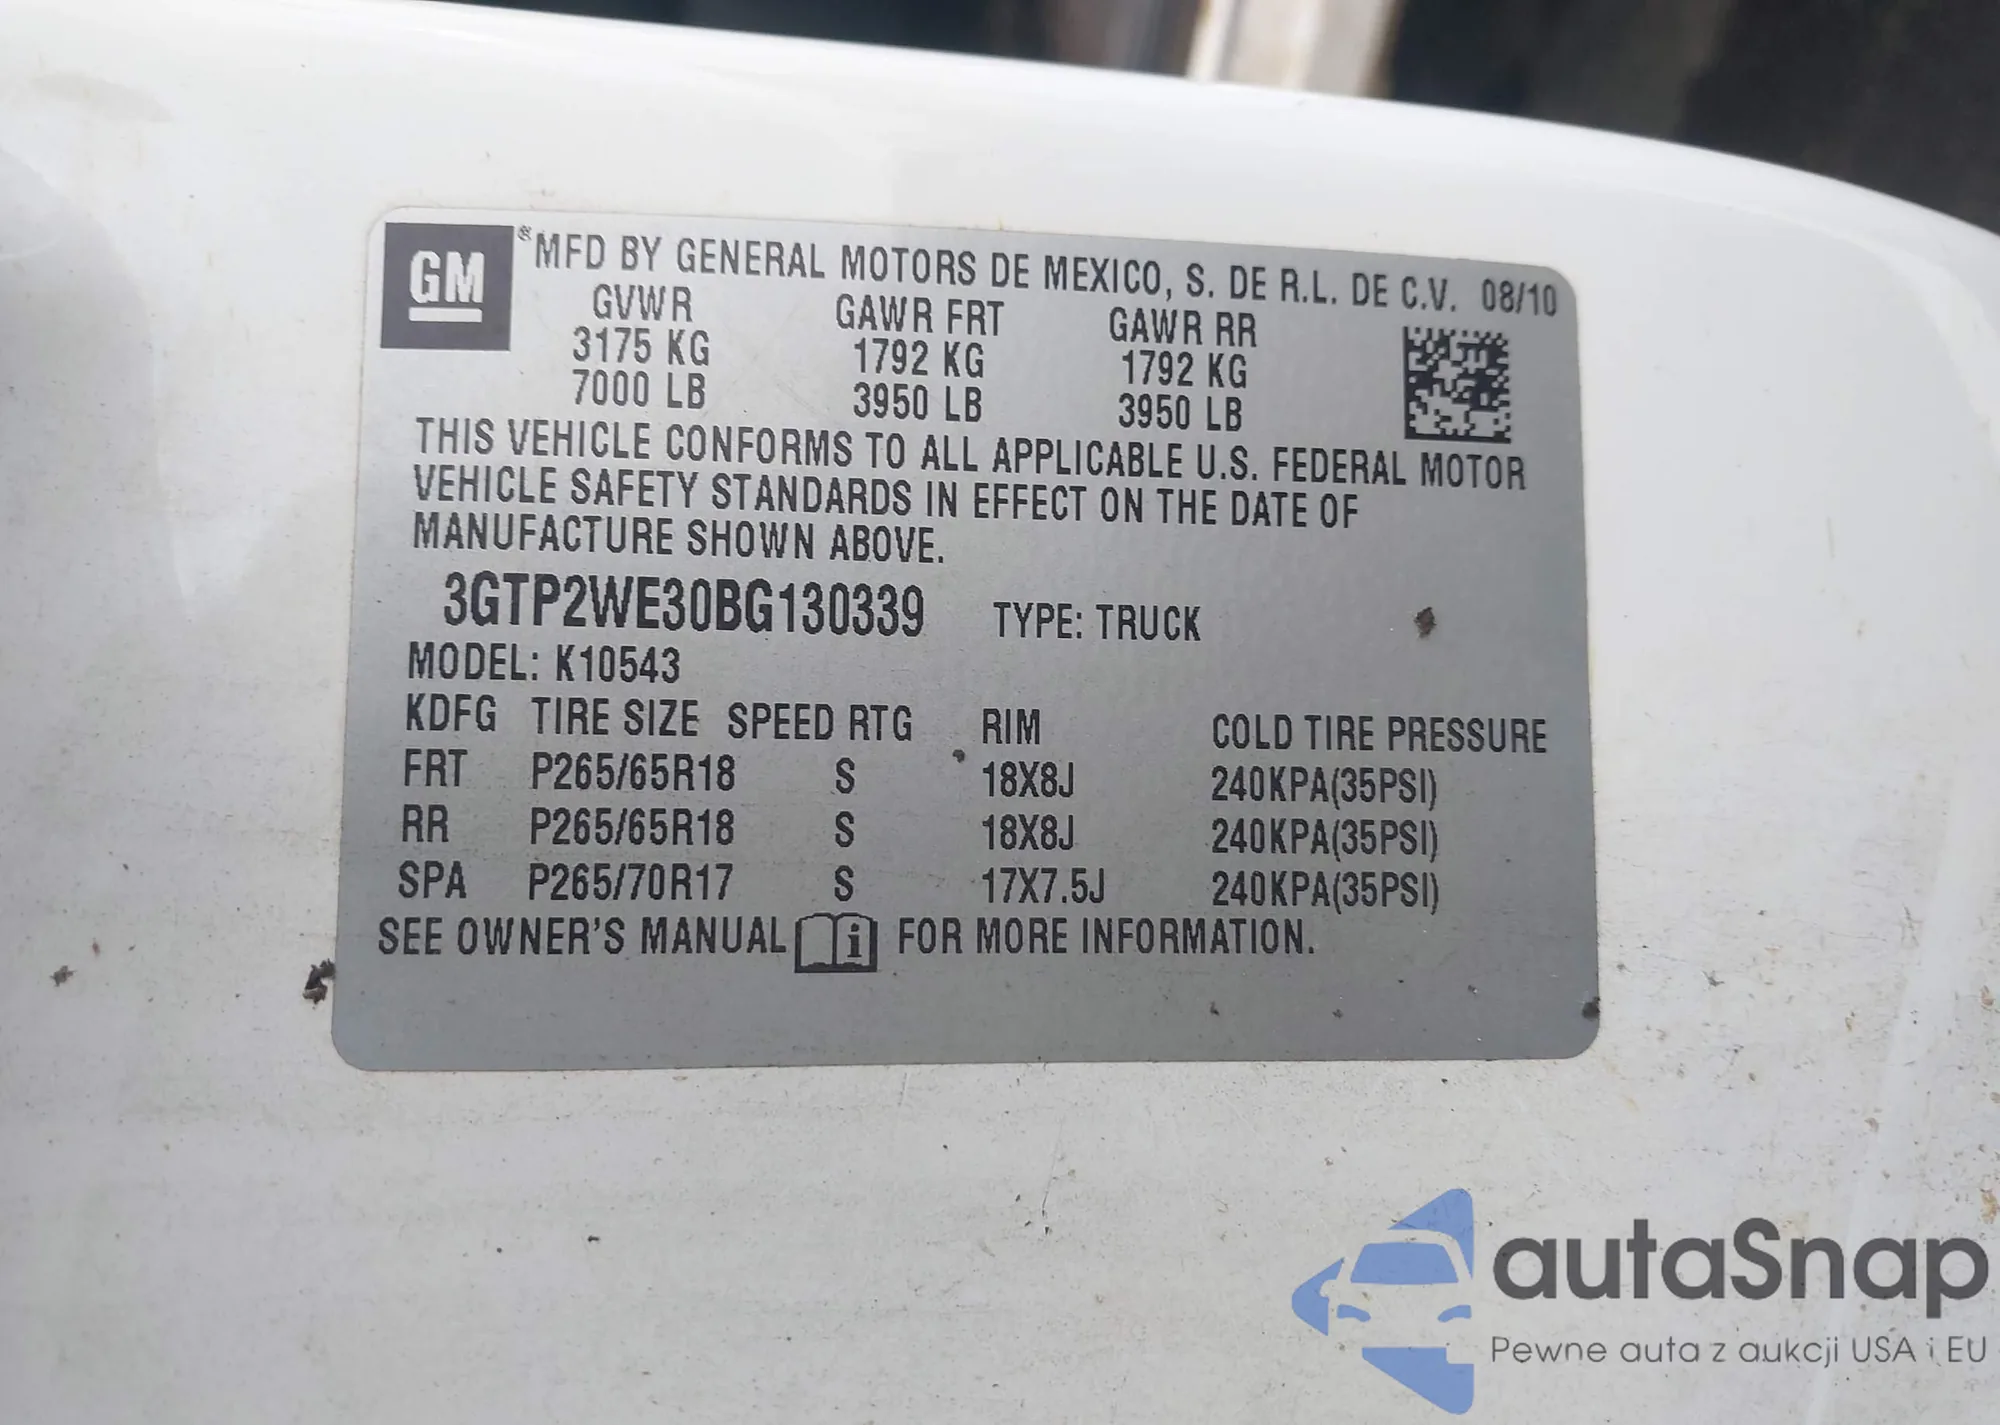 GM
®MFD BY GENERAL MOTORS DE MEXICO, S. DE R.L. DE C.V. 08/10
GVWR GAWR FRT GAWR RR
3175 KG 1792 KG 1792 KG
7000 LB 3950 LB 3950 LB
THIS VEHICLE CONFORMS TO ALL APPLICABLE U.S. FEDERAL MOTOR
VEHICLE SAFETY STANDARDS IN EFFECT ON THE DATE OF
MANUFACTURE SHOWN ABOVE.
3GTP2WE30BG130339 TYPE: TRUCK
MODEL: K10543
KDFG TIRE SIZE SPEED RTG RIM COLD TIRE PRESSURE
FRT P265/65R18 S 18X8J 240KPA(35PSI)
RR P265/65R18 S 18X8J 240KPA(35PSI)
SPA P265/70R17 S 17X7.5J 240KPA(35PSI)
SEE OWNER'S MANUAL i FOR MORE INFORMATION.
autaSnap
Pewne auta z aukcji USA i EU